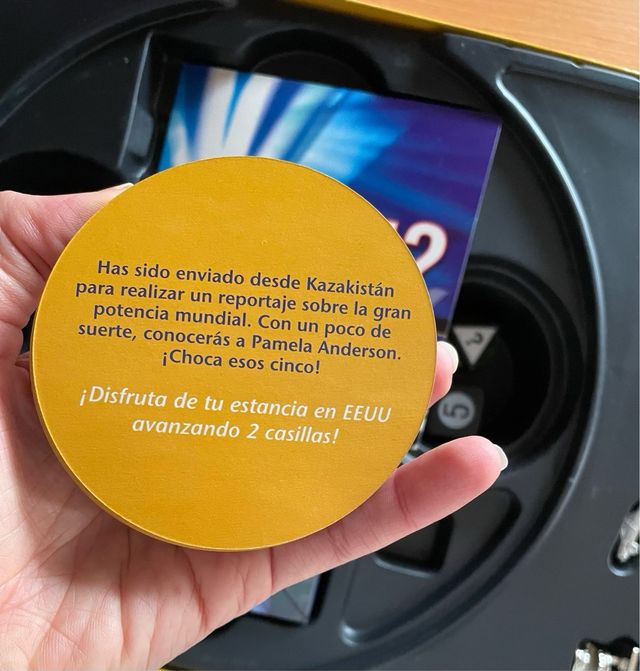 Has sido enviado desde Kazakistán
para realizar un reportaje sobre la gran
potencia mundial. Con un poco de
suerte, conocerás a Pamela Anderson.
¡Choca esos cinco!
¡Disfruta de tu estancia en EEUU
avanzando 2 casillas!
?
5